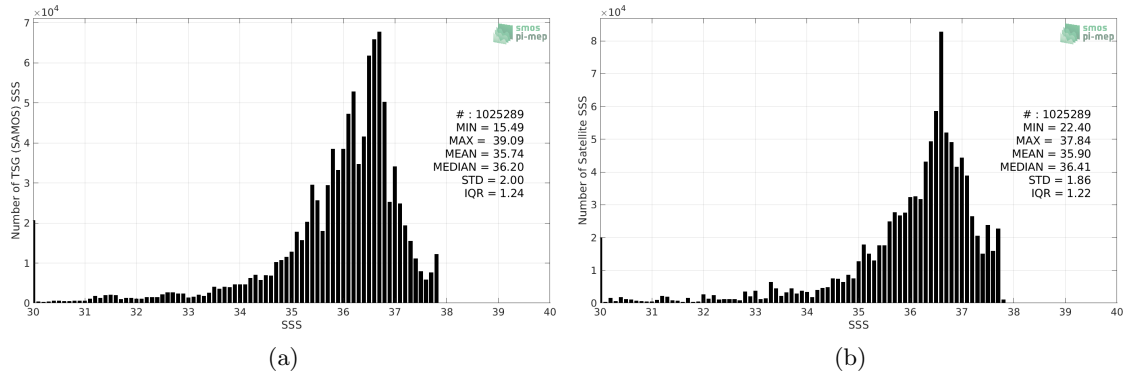 ×10⁴
7
6
5
4
3
2
1
0
Number of TSG (SAMOS) SSS
30 31 32 33 34 35 36 37 38 39 40
SSS
smos
pi-mep
# : 1025289
MIN = 15.49
MAX = 39.09
MEAN = 35.74
MEDIAN = 36.20
STD = 2.00
IQR = 1.24
(a)
×10⁴
8
7
6
5
4
3
2
1
0
Number of Satellite SSS
30 31 32 33 34 35 36 37 38 39 40
SSS
smos
pi-mep
# : 1025289
MIN = 22.40
MAX = 37.84
MEAN = 35.90
MEDIAN = 36.41
STD = 1.86
IQR = 1.22
(b)